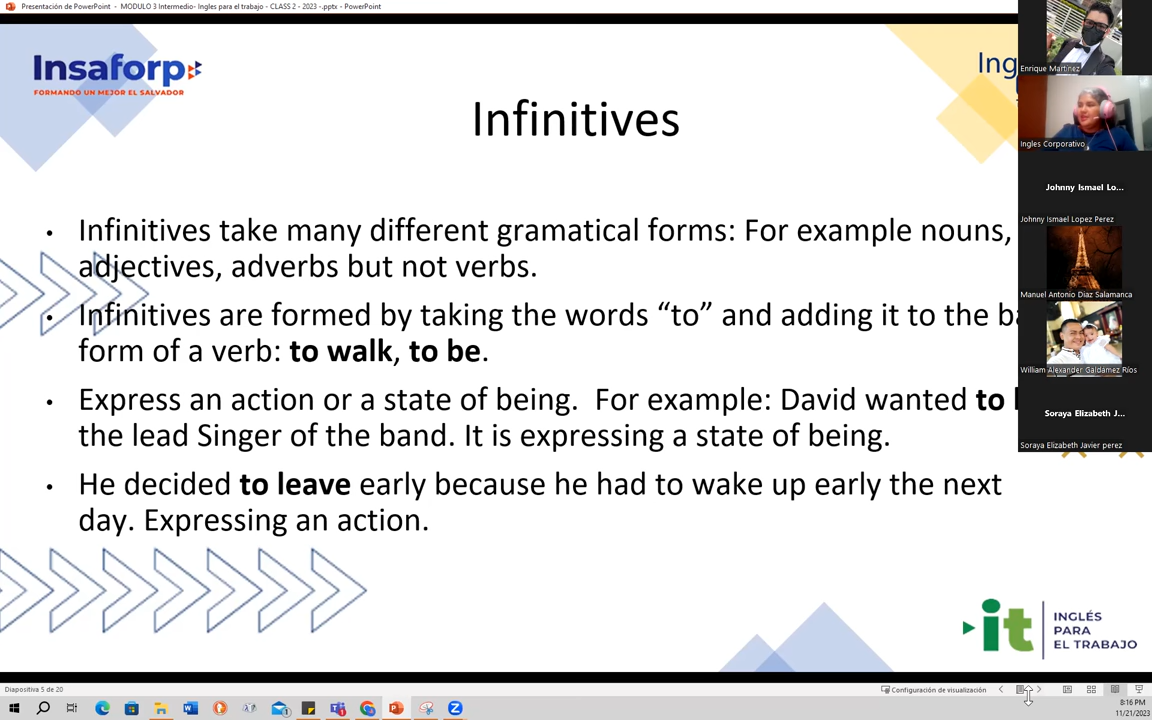 Presentación de PowerPoint - MODULO 3 Intermedio- Ingles para el trabajo - CLASS 2 - 2023 -.pptx - PowerPoint
Insaforp
FORMANDO UN MEJOR EL SALVADOR
Ing
Infinitives
• Infinitives take many different gramatical forms: For example nouns,
adjectives, adverbs but not verbs.
• Infinitives are formed by taking the words “to” and adding it to the ba
form of a verb: to walk, to be.
• Express an action or a state of being. For example: David wanted to
the lead Singer of the band. It is expressing a state of being.
• He decided to leave early because he had to wake up early the next
day. Expressing an action.
Enrique Martinez
Ingles Corporativo
Johnny Ismael Lo...
Johnny Ismael Lopez Perez
Manuel Antonio Diaz Salamanca
William Alexander Galdamez Ríos
Soraya Elizabeth J...
Soraya Elizabeth Javier perez
it
INGLÉS
PARA
EL TRABAJO
Diapositiva 5 de 20
Configuración de visualización
8:16 PM
11/21/2023